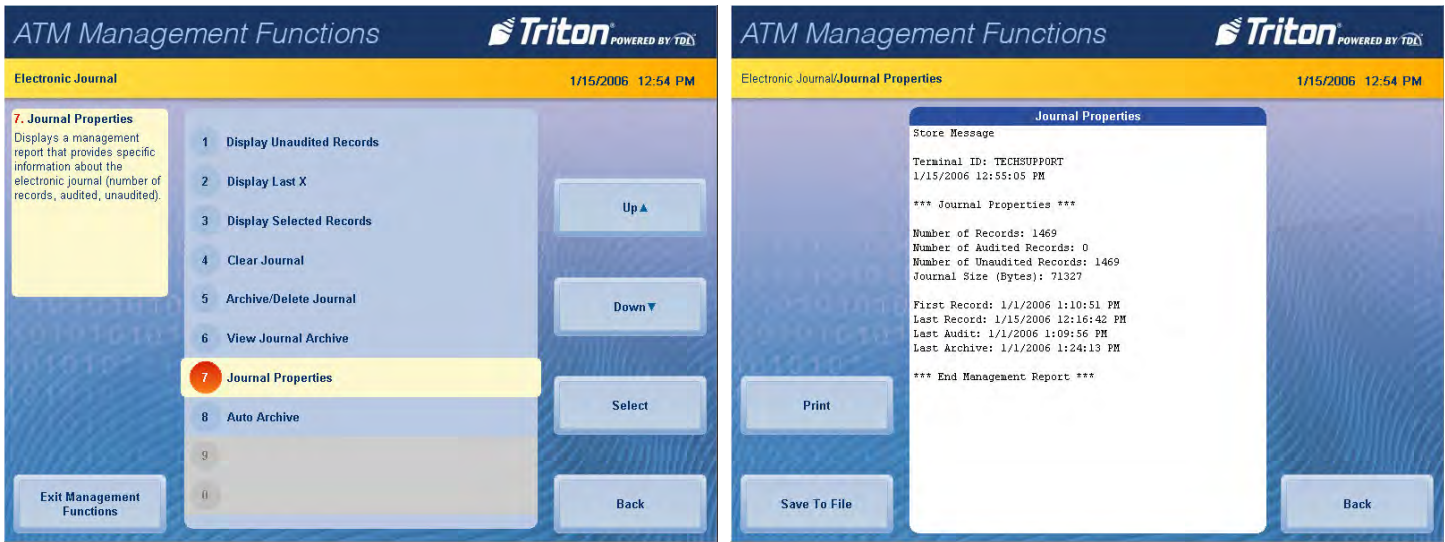 ATM Management Functions
Triton POWERED BY TDL
Electronic Journal
1/15/2006 12:54 PM
7. Journal Properties
Displays a management
report that provides specific
information about the
electronic journal (number of
records, audited, unaudited).
1 Display Unaudited Records
2 Display Last X
3 Display Selected Records
4 Clear Journal
5 Archive/Delete Journal
6 View Journal Archive
7 Journal Properties
8 Auto Archive
9
0
Up▲
Down▼
Select
Back
Exit Management
Functions
ATM Management Functions
Triton POWERED BY TDL
Electronic Journal/Journal Properties
1/15/2006 12:54 PM
Journal Properties
Store Message
Terminal ID: TECHSUPPORT
1/15/2006 12:55:05 PM
*** Journal Properties ***
Number of Records: 1469
Number of Audited Records: 0
Number of Unaudited Records: 1469
Journal Size (Bytes): 71327
First Record: 1/1/2006 1:10:51 PM
Last Record: 1/15/2006 12:16:42 PM
Last Audit: 1/1/2006 1:09:56 PM
Last Archive: 1/1/2006 1:24:13 PM
*** End Management Report ***
Print
Save To File
Back